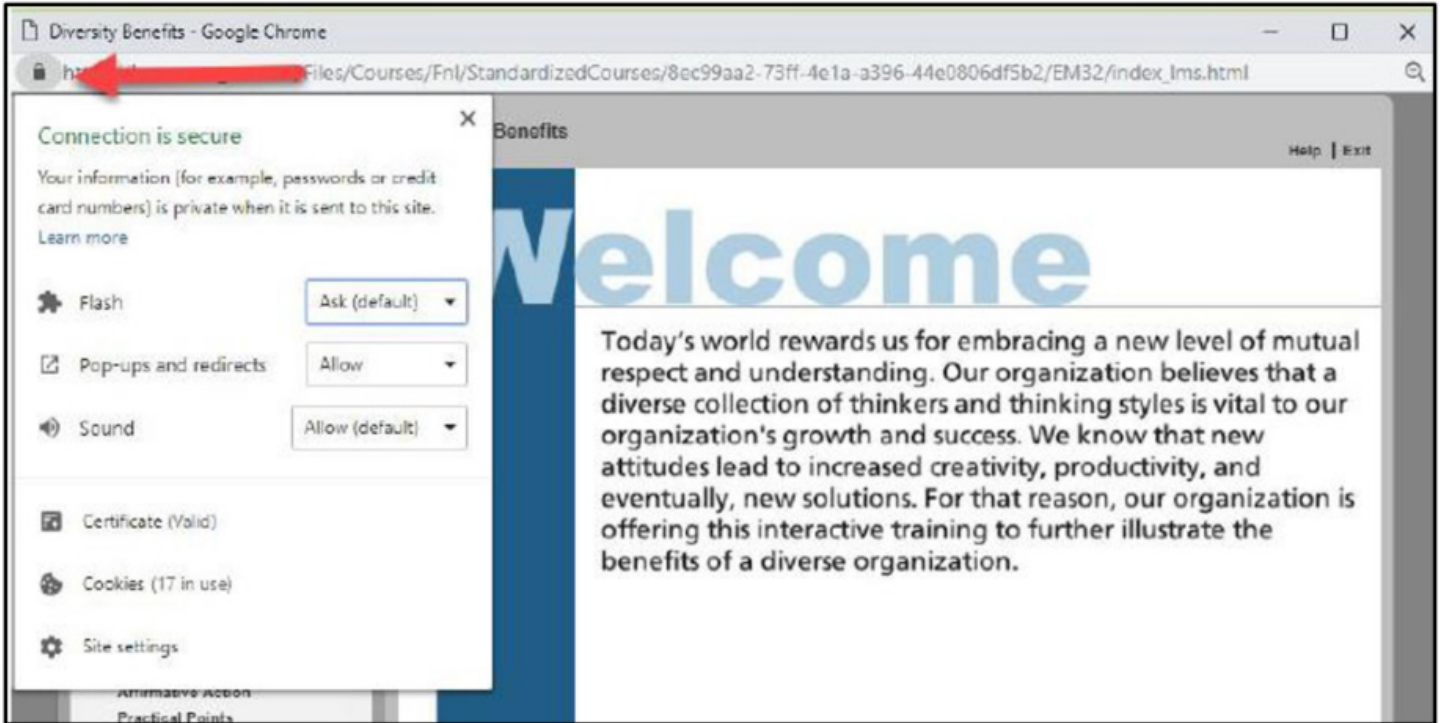 Diversity Benefits - Google Chrome
Files/Courses/Fnl/StandardizedCourses/8ec99aa2-73ff-4e1a-a396-44e0806df5b2/EM32/index_lms.html
Connection is secure
Your information (for example, passwords or credit
card numbers) is private when it is sent to this site.
Learn more
Flash Ask (default)
Pop-ups and redirects Allow
Sound Allow (default)
Certificate (Valid)
Cookies (17 in use)
Site settings
Affirmative Action
Practical Points
Benefits
Help | Exit
Welcome
Today's world rewards us for embracing a new level of mutual
respect and understanding. Our organization believes that a
diverse collection of thinkers and thinking styles is vital to our
organization's growth and success. We know that new
attitudes lead to increased creativity, productivity, and
eventually, new solutions. For that reason, our organization is
offering this interactive training to further illustrate the
benefits of a diverse organization.